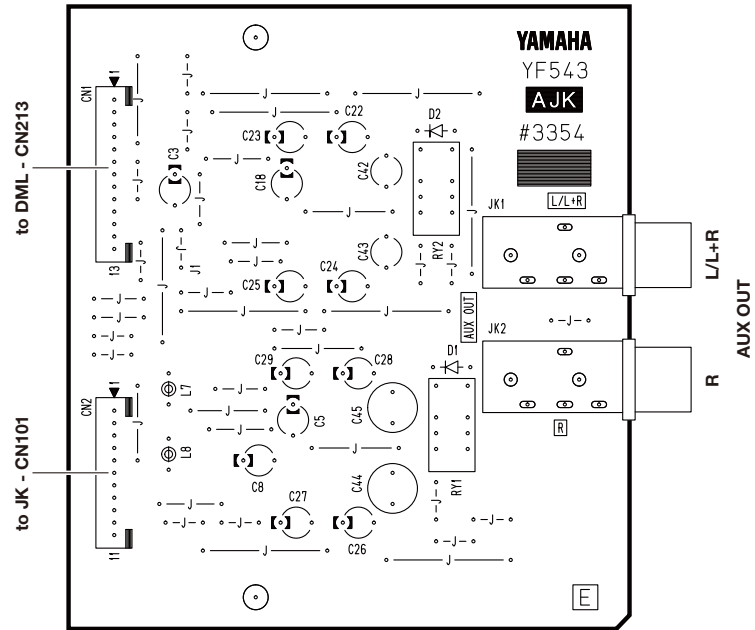 YAMAHA
YF543
AJK
#3354
L/L+R
JK1
L/L+R
AUX OUT
AUX OUT
JK2
R
R
to DML - CN213
CN1
1
13
J
J1
C3
C23
C22
C18
C42
D2
RY2
C43
C25
C24
to JK - CN101
CN2
1
11
L7
L8
C29
C28
C5
C45
D1
RY1
C8
C44
C27
C26
J
E